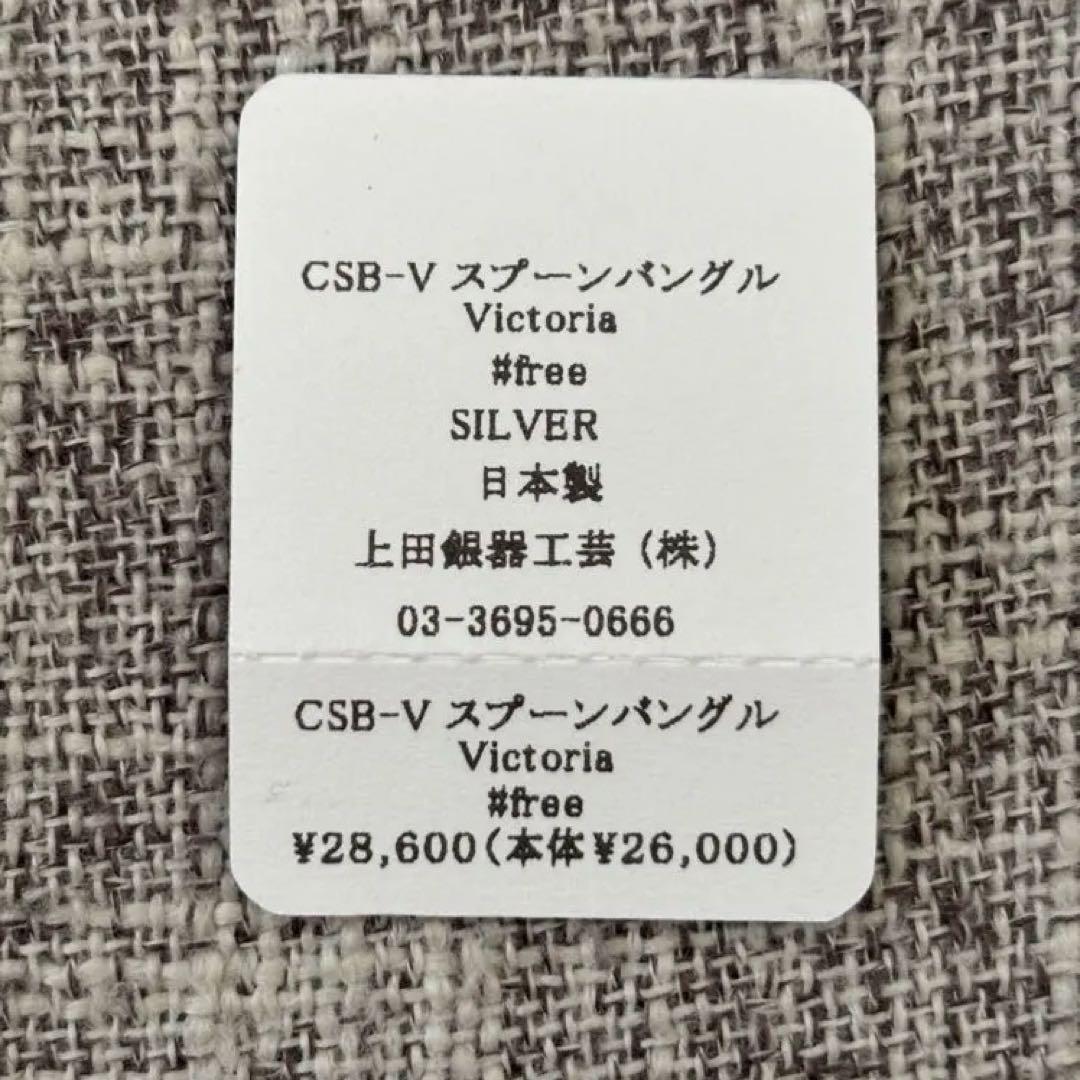 CSB-V スプーンバングル
Victoria
#free
SILVER
日本製
上田銀器工芸（株）
03-3695-0666
CSB-V スプーンバングル
Victoria
#free
¥28,600(本体¥26,000)